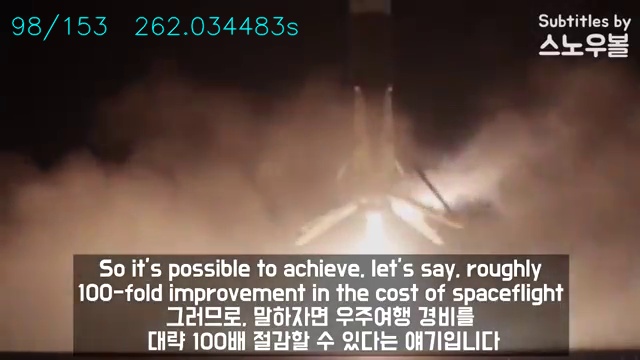 98/153 262.034483s
Subtitles by
스노우볼
So it's possible to achieve, let's say, roughly
100-fold improvement in the cost of spaceflight
그러므로, 말하자면 우주여행 경비를
대략 100배 절감할 수 있다는 얘기입니다